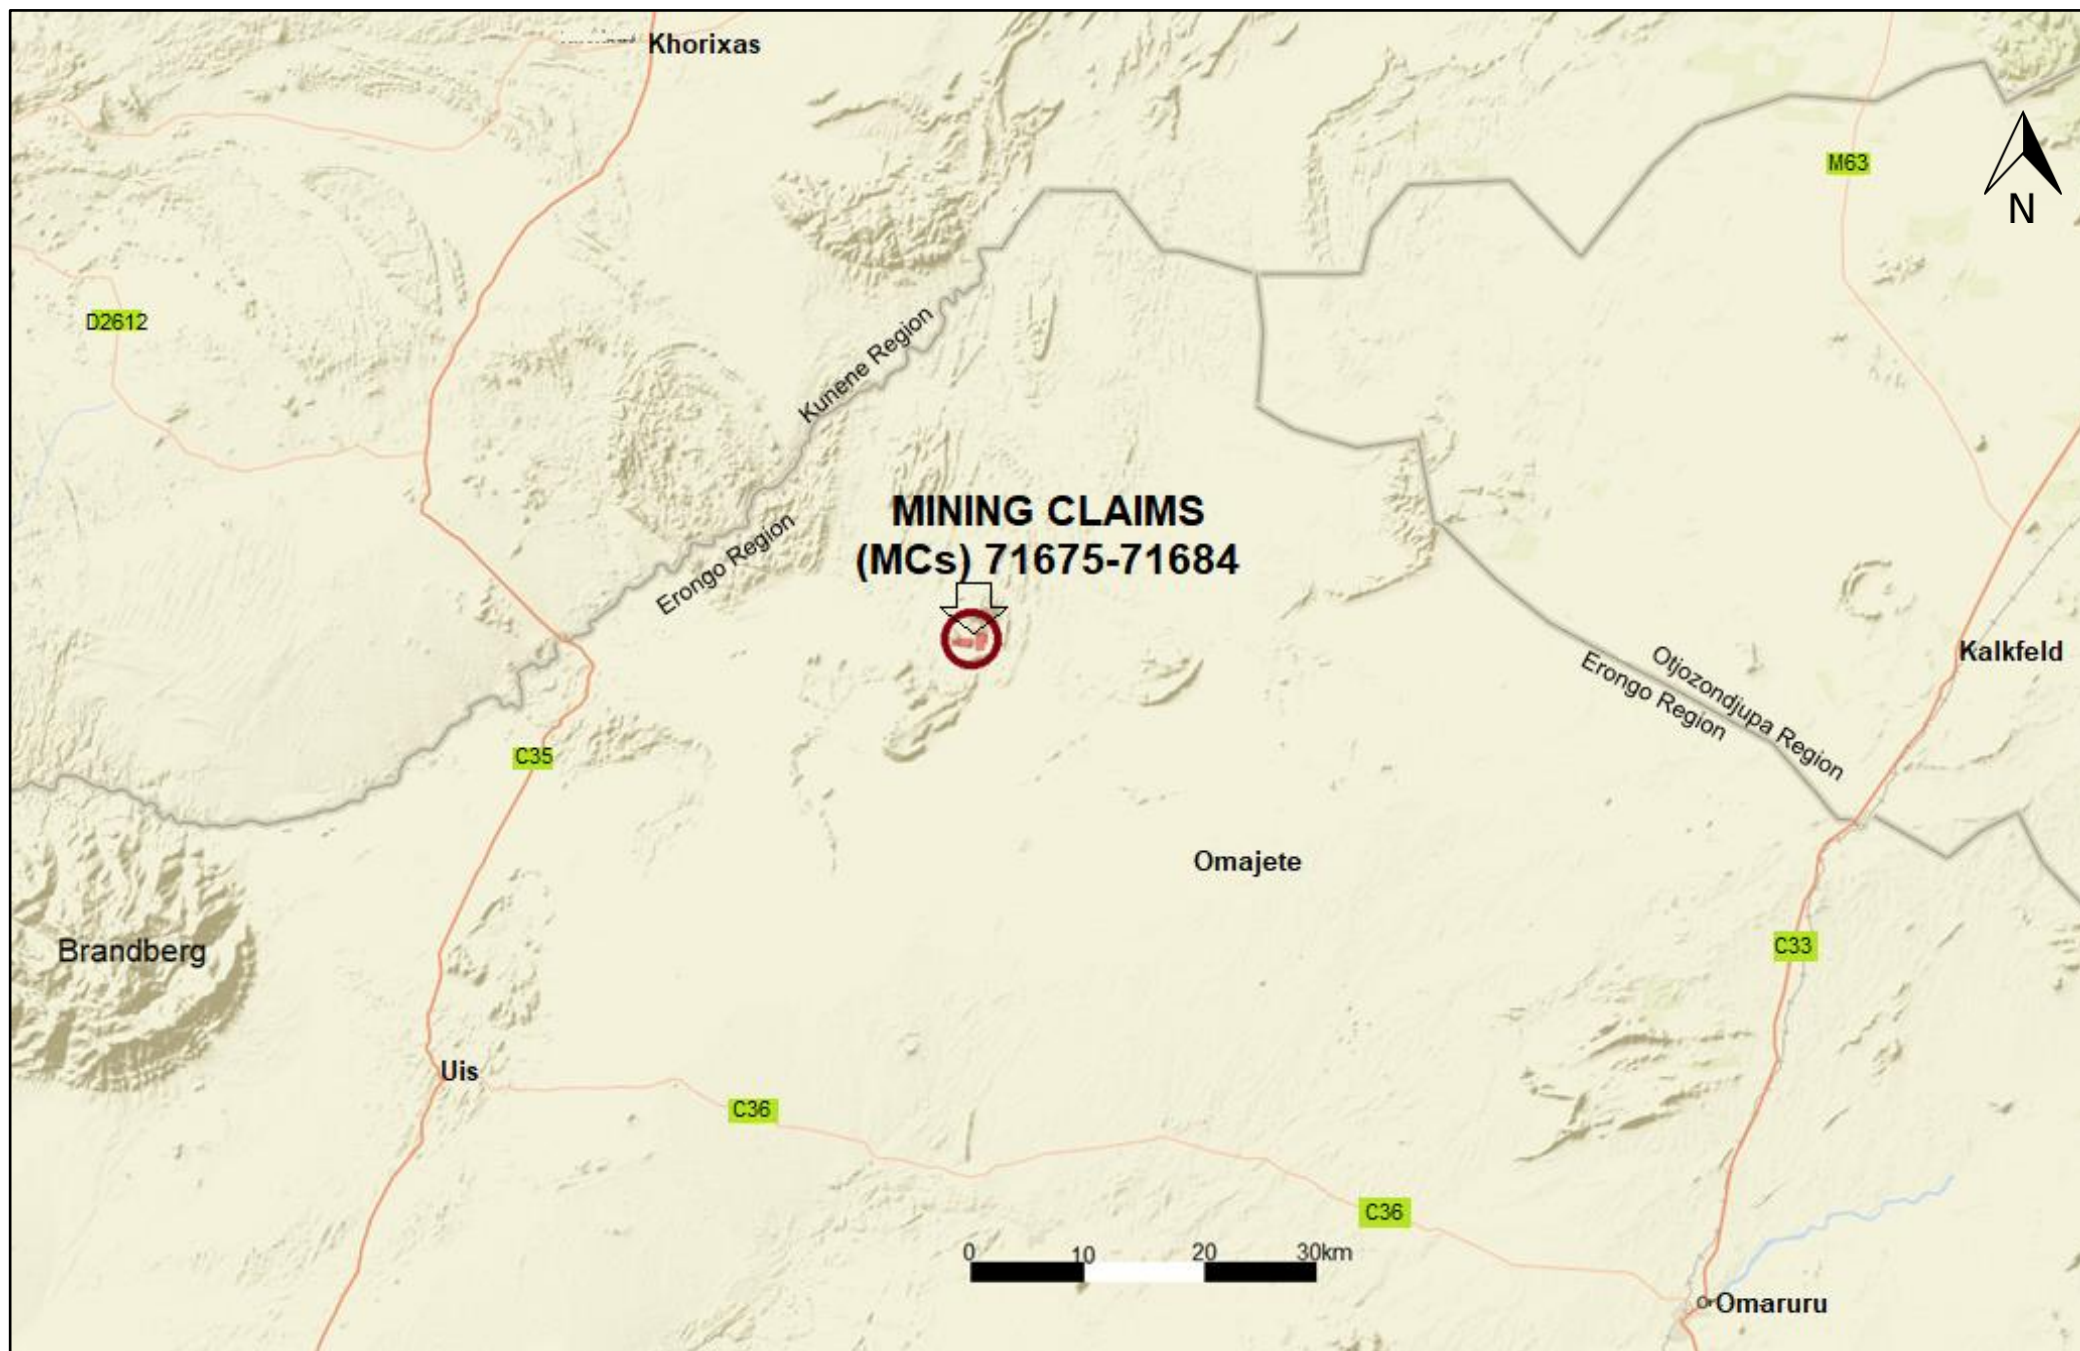 Khorixas
M63
N
D2612
Kunene Region
Erongo Region
MINING CLAIMS
(MCs) 71675-71684
Otjozondjupa Region
Erongo Region
Kalkfeld
C35
Omajete
Brandberg
C33
Uis
C36
C36
0 10 20 30km
Omaruru